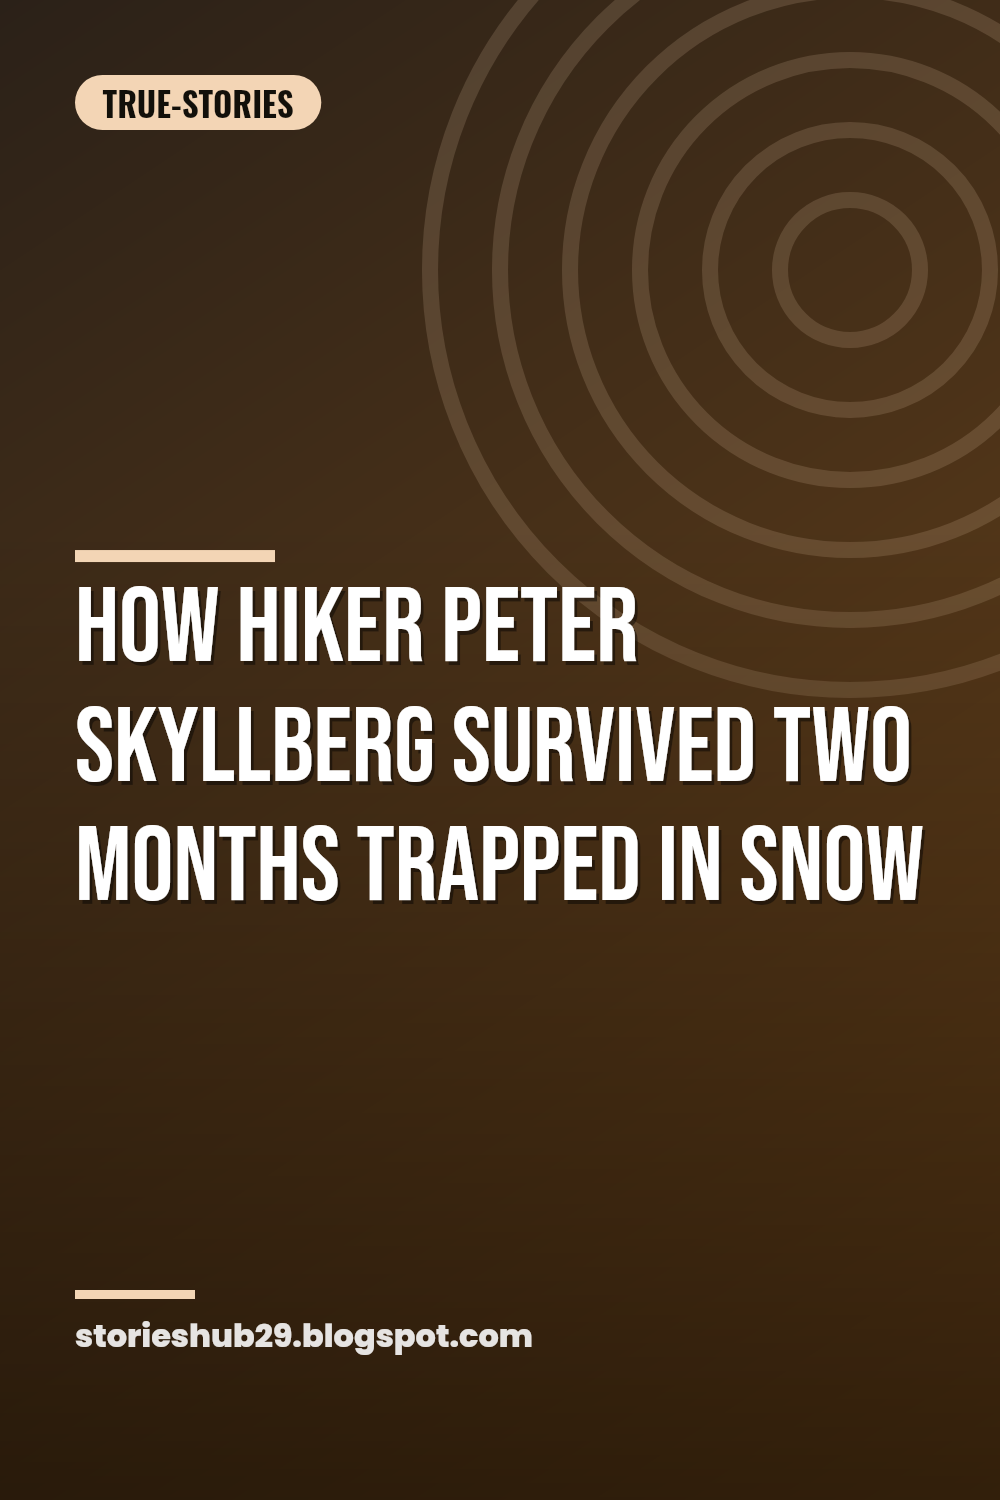 TRUE-STORIES
HOW HIKER PETER
SKYLLBERG SURVIVED TWO
MONTHS TRAPPED IN SNOW
storieshub29.blogspot.com